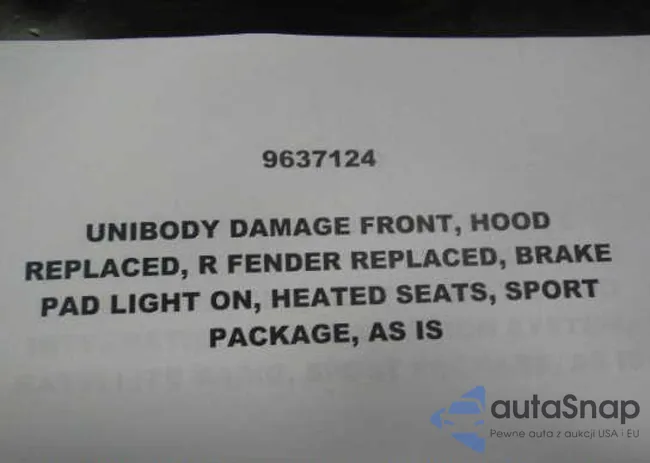 9637124
UNIBODY DAMAGE FRONT, HOOD
REPLACED, R FENDER REPLACED, BRAKE
PAD LIGHT ON, HEATED SEATS, SPORT
PACKAGE, AS IS
autaSnap
Pewne auta z aukcji USA i EU